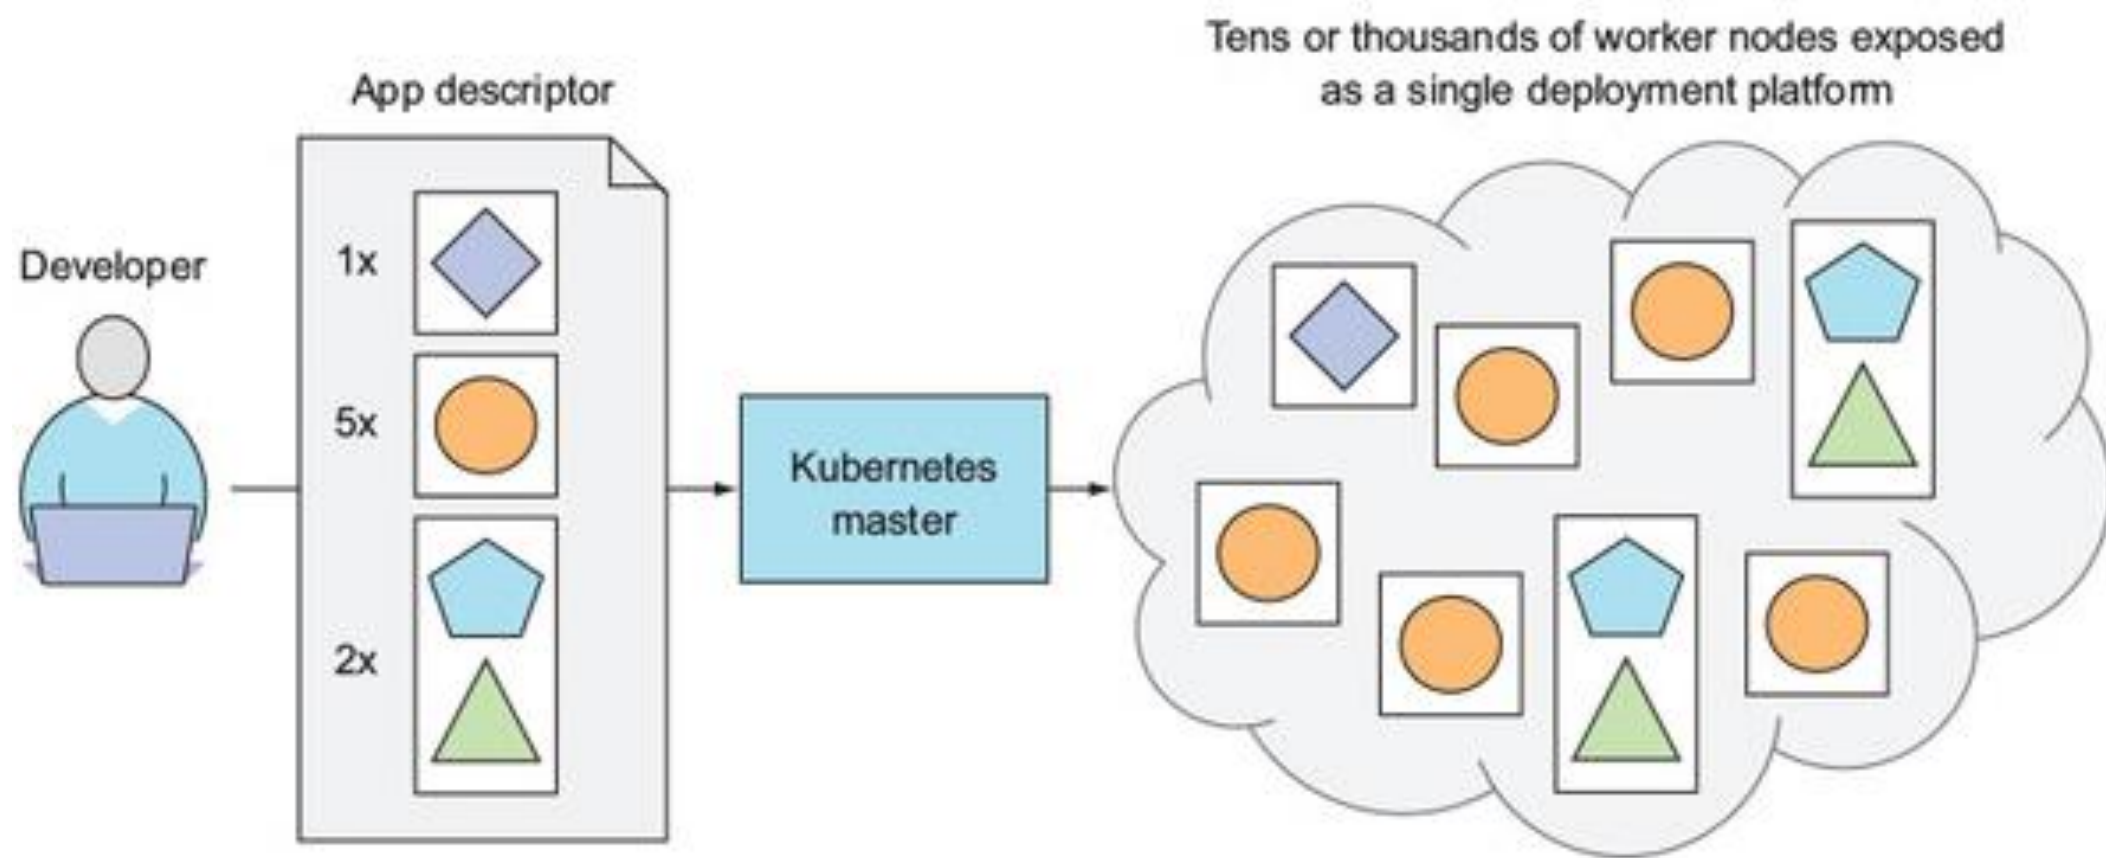 Tens or thousands of worker nodes exposed
as a single deployment platform
App descriptor
Developer
1x
5x
2x
Kubernetes
master